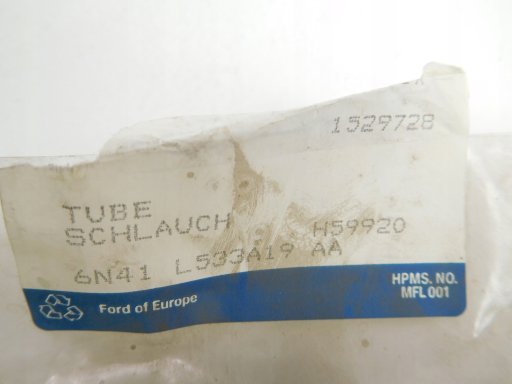 1529728
TUBE
SCHLAUCH H59920
6N41 L533A19 AA
HPMS. NO.
MFL 001
Ford of Europe